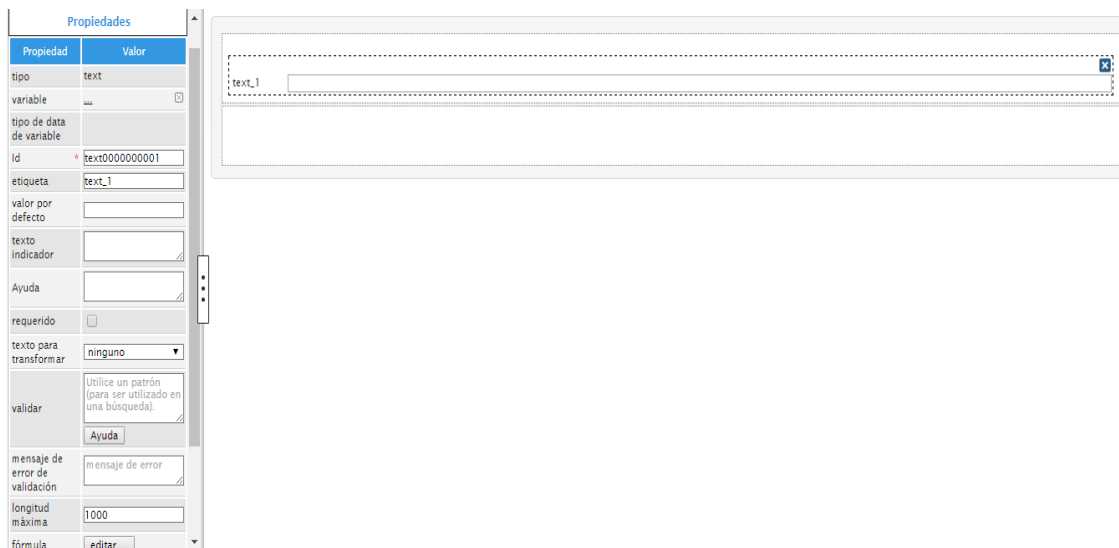 Propiedades
Propiedad Valor
tipo text
variable ...
tipo de data
de variable
Id * text0000000001
etiqueta text_1
valor por
defecto
texto
indicador
Ayuda
requerido
texto para
transformar ninguno
validar Utilice un patrón
(para ser utilizado en
una búsqueda).
Ayuda
mensaje de
error de
validación mensaje de error
longitud
máxima 1000
fórmula editar ...
text_1